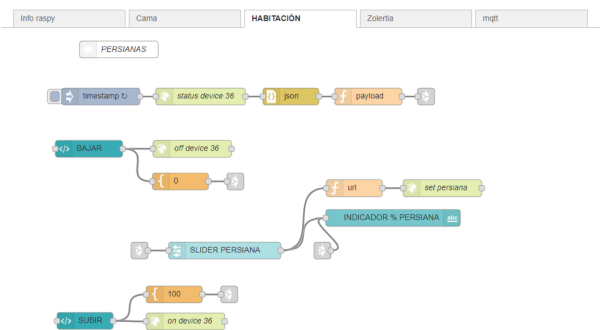 Info raspy
Cama
HABITACIÓN
Zolertia
mqtt
PERSIANAS
timestamp ↻
status device 36
json
payload
BAJAR
off device 36
0
url
set persiana
INDICADOR % PERSIANA
abc
SLIDER PERSIANA
100
SUBIR
on device 36